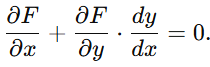 ∂F/∂x + ∂F/∂y · dy/dx = 0.